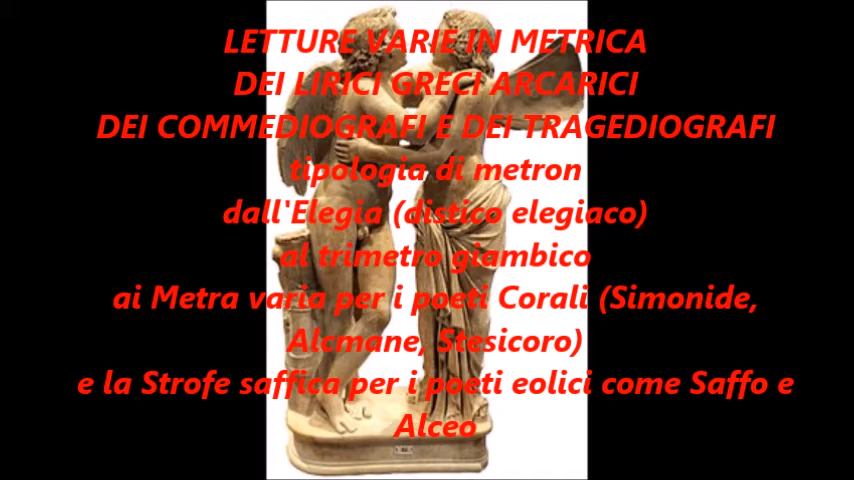 LETTURE VARIE IN METRICA
DEI LIRICI GRECI ARCARICI
DEI COMMEDIOGRAFI E DEI TRAGEDIOGRAFI
tipologia di metron
dall'Elegia (distico elegiaco)
al trimetro giambico
ai Metra varia per i poeti Corali (Simonide,
Alcmane, Stesicoro)
e la Strofe saffica per i poeti eolici come Saffo e
Alceo